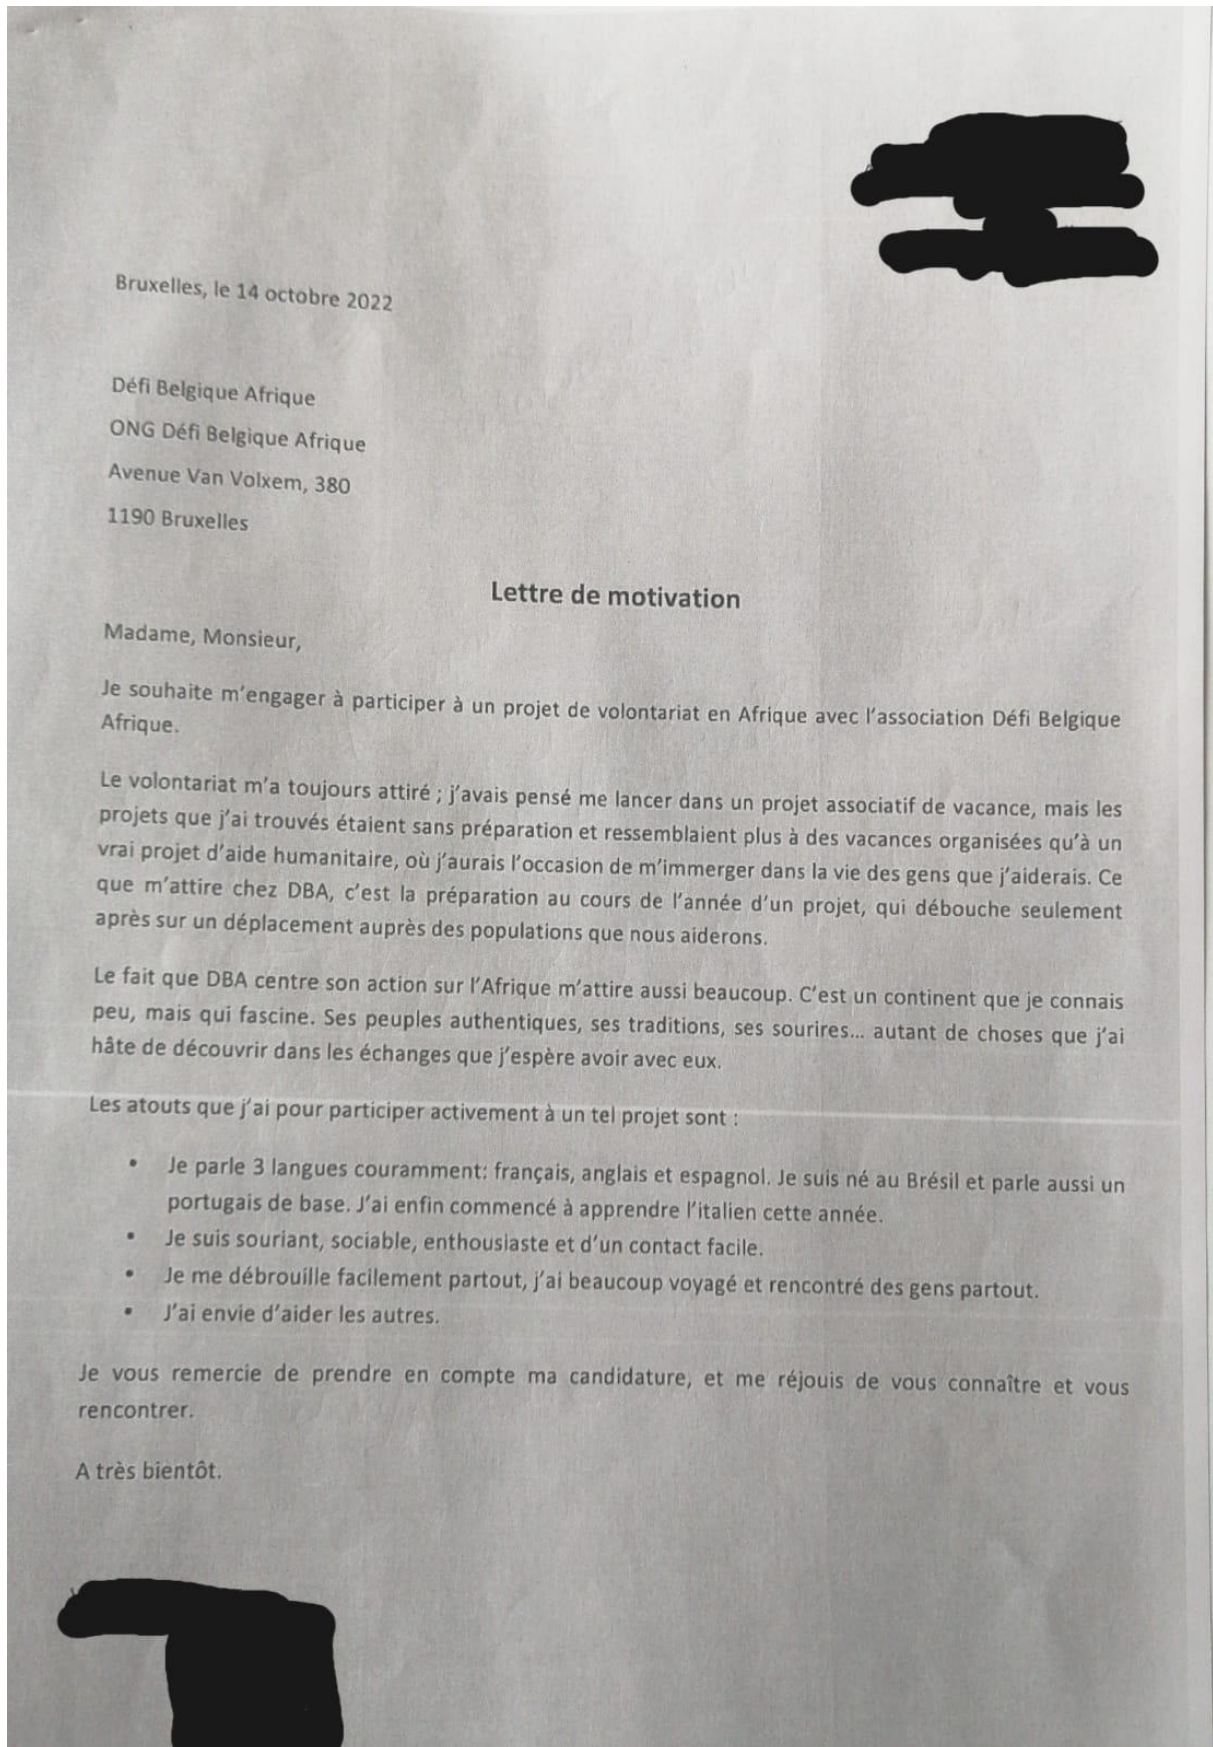 Bruxelles, le 14 octobre 2022
Défi Belgique Afrique
ONG Défi Belgique Afrique
Avenue Van Volxem, 380
1190 Bruxelles
Lettre de motivation
Madame, Monsieur,
Je souhaite m'engager à participer à un projet de volontariat en Afrique avec l'association Défi Belgique
Afrique.
Le volontariat m'a toujours attiré ; j'avais pensé me lancer dans un projet associatif de vacance, mais les
projets que j'ai trouvés étaient sans préparation et ressemblaient plus à des vacances organisées qu'à un
vrai projet d'aide humanitaire, où j'aurais l'occasion de m'immerger dans la vie des gens que j'aiderais. Ce
que m'attire chez DBA, c'est la préparation au cours de l'année d'un projet, qui débouche seulement
après sur un déplacement auprès des populations que nous aiderons.
Le fait que DBA centre son action sur l'Afrique m'attire aussi beaucoup. C'est un continent que je connais
peu, mais qui fascine. Ses peuples authentiques, ses traditions, ses sourires... autant de choses que j'ai
hâte de découvrir dans les échanges que j'espère avoir avec eux.
Les atouts que j'ai pour participer activement à un tel projet sont :
• Je parle 3 langues couramment: français, anglais et espagnol. Je suis né au Brésil et parle aussi un
portugais de base. J'ai enfin commencé à apprendre l'italien cette année.
• Je suis souriant, sociable, enthousiaste et d'un contact facile.
• Je me débrouille facilement partout, j'ai beaucoup voyagé et rencontré des gens partout.
• J'ai envie d'aider les autres.
Je vous remercie de prendre en compte ma candidature, et me réjouis de vous connaître et vous
rencontrer.
A très bientôt.